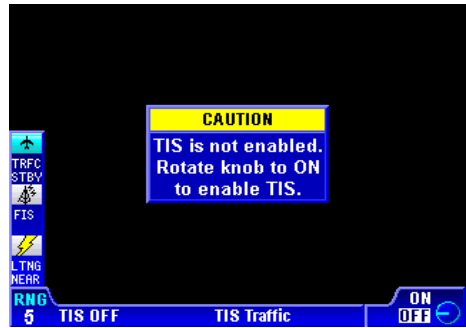 CAUTION
TIS is not enabled.
Rotate knob to ON
to enable TIS.
TRFC
STBY
FIS
LTNG
NEAR
RNG
5
TIS OFF
TIS Traffic
ON
OFF